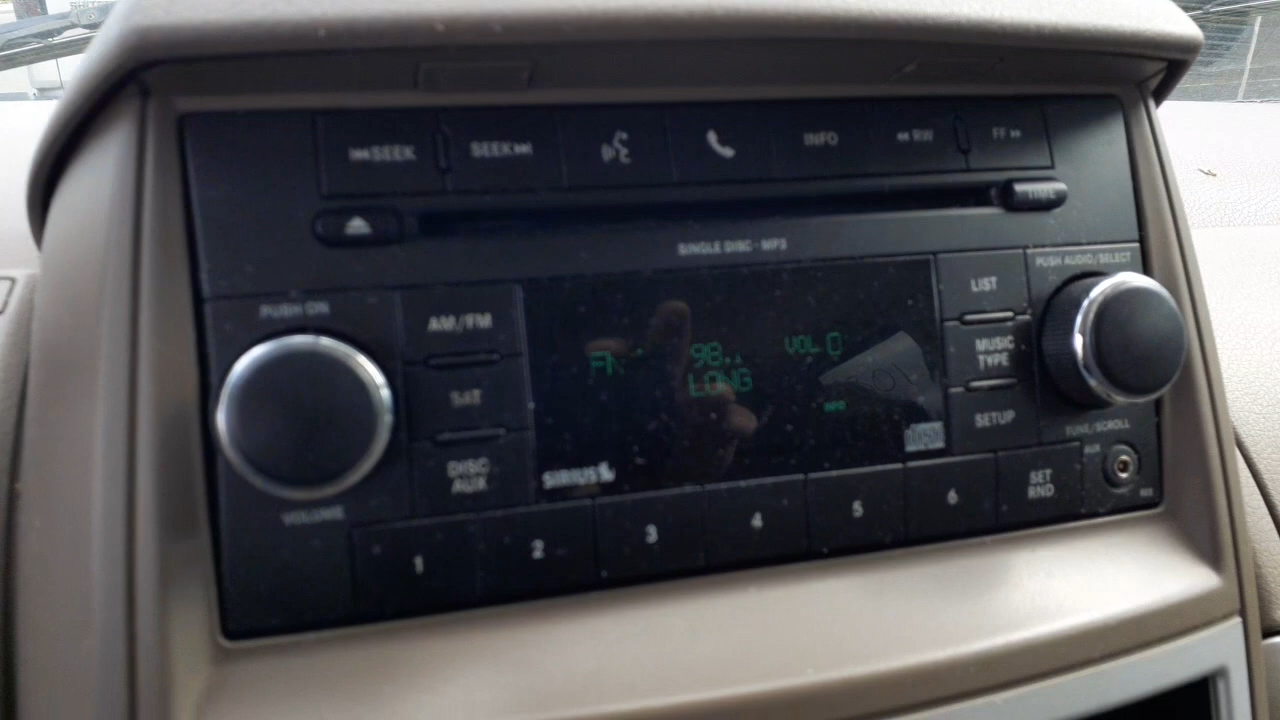 SEEK SEEK INFO RW FF
TIME
SINGLE DISC - MP3
PUSH ON
PUSH AUDIO/SELECT
AM/FM
LIST
SAT
MUSIC
TYPE
DISC
AUX
SETUP
98.
VOL 0
LONG
INFO
SIRIUS
TUNE/SCROLL
VOLUME
AUX
SET
RND
1 2 3 4 5 6